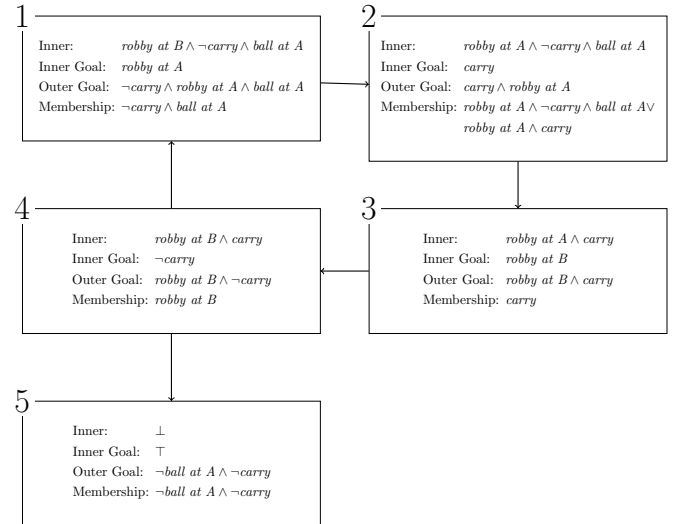 1
Inner: robby at B ∧ ¬carry ∧ ball at A
Inner Goal: robby at A
Outer Goal: ¬carry ∧ robby at A ∧ ball at A
Membership: ¬carry ∧ ball at A
2
Inner: robby at A ∧ ¬carry ∧ ball at A
Inner Goal: carry
Outer Goal: carry ∧ robby at A
Membership: robby at A ∧ ¬carry ∧ ball at A∨
robby at A ∧ carry
4
Inner: robby at B ∧ carry
Inner Goal: ¬carry
Outer Goal: robby at B ∧ ¬carry
Membership: robby at B
3
Inner: robby at A ∧ carry
Inner Goal: robby at B
Outer Goal: robby at B ∧ carry
Membership: carry
5
Inner: ⊥
Inner Goal: ⊤
Outer Goal: ¬ball at A ∧ ¬carry
Membership: ¬ball at A ∧ ¬carry